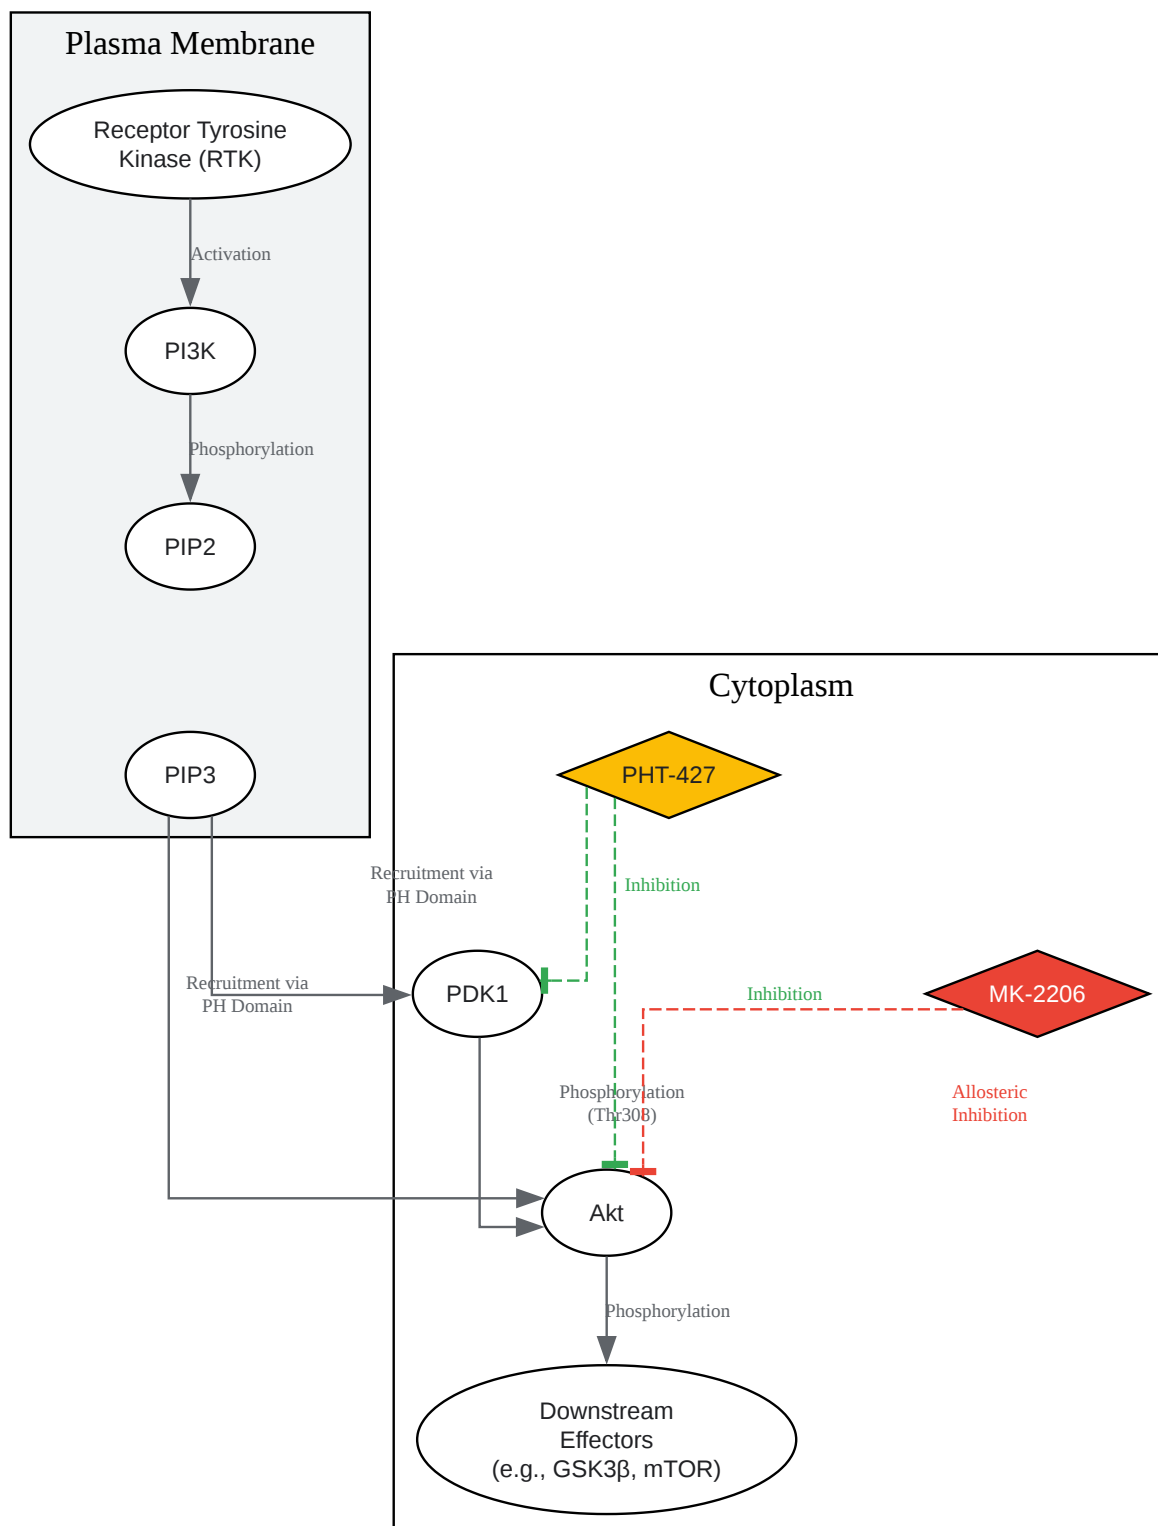 Plasma Membrane
Receptor Tyrosine
Kinase (RTK)
Activation
PI3K
Phosphorylation
PIP2
Cytoplasm
PIP3
PHT-427
Recruitment via
PH Domain
Inhibition
Recruitment via
PH Domain
PDK1
Inhibition
MK-2206
Phosphorylation
(Thr308)
Allosteric
Inhibition
Akt
Phosphorylation
Downstream
Effectors
(e.g., GSK3β, mTOR)